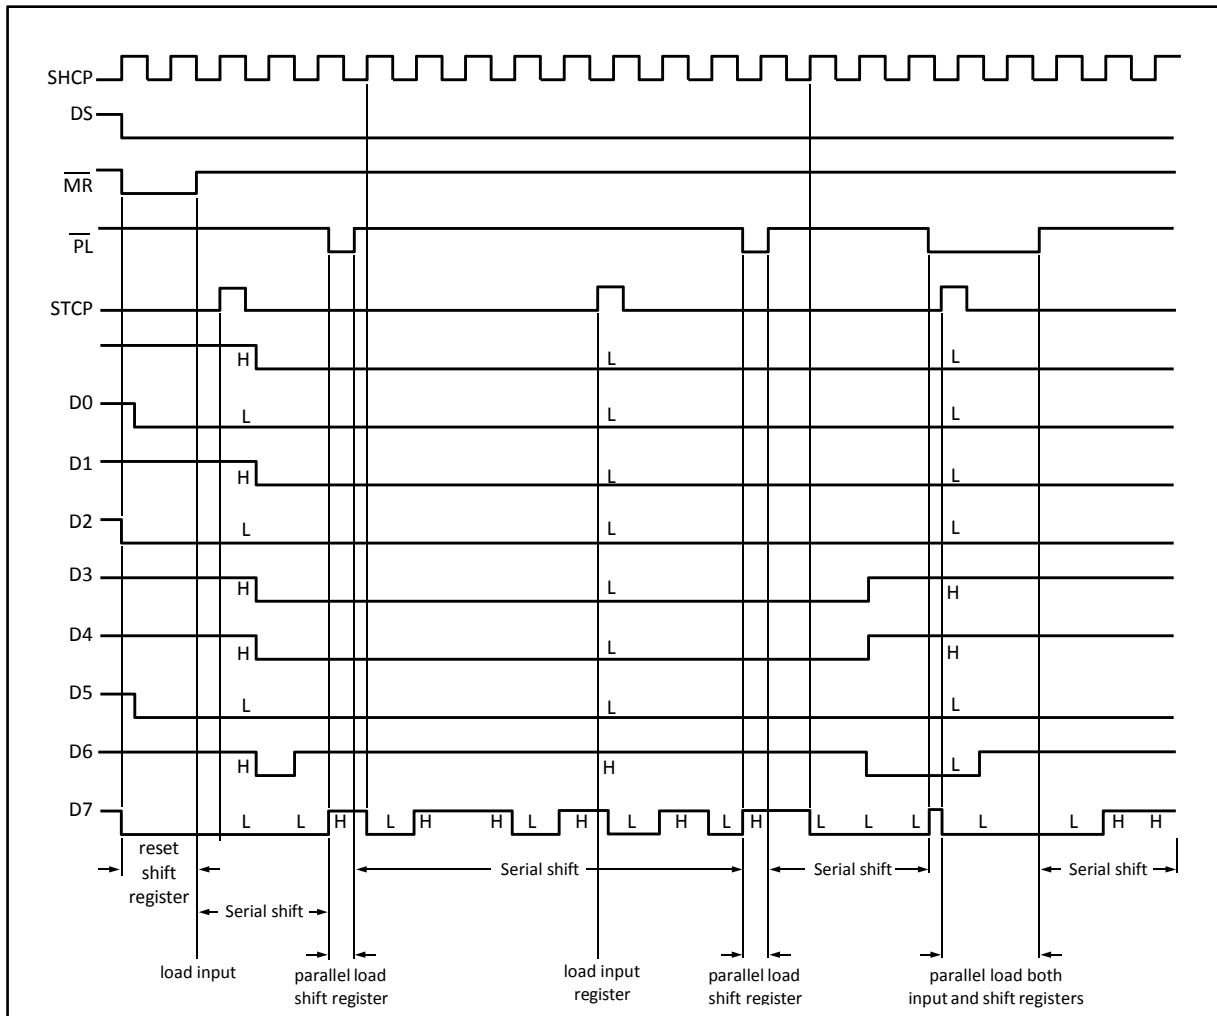 SHCP
DS
MR
PL
STCP
H L L
D0 L L L
D1 H L L
D2 L L L
D3 H L H
D4 H L H
D5 L L L
D6 H H L
D7 L L H L H H L H L H L H L L L L L H H
reset
shift
register
Serial shift Serial shift Serial shift
Serial shift
load input
parallel load
shift register
load input
register
parallel load
shift register
parallel load both
input and shift registers